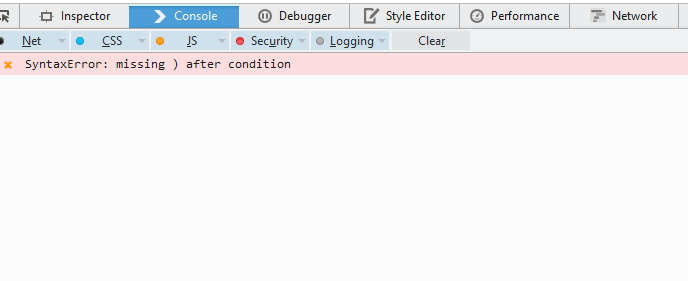 Inspector Console Debugger Style Editor Performance Network
Net CSS JS Security Logging Clear
SyntaxError: missing ) after condition